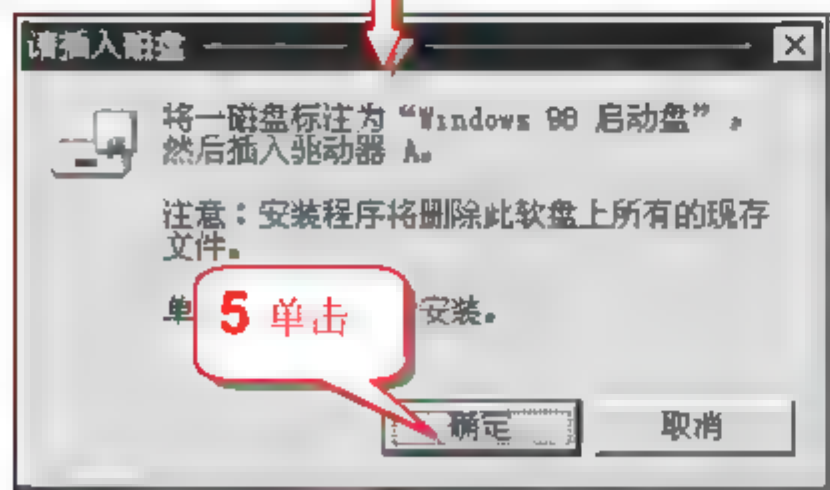 请插入磁盘
将一磁盘标注为“Windows 98 启动盘”，
然后插入驱动器 A。
注意：安装程序将删除此软盘上所有的现存
文件。
单 安装。
5 单击
确定 取消